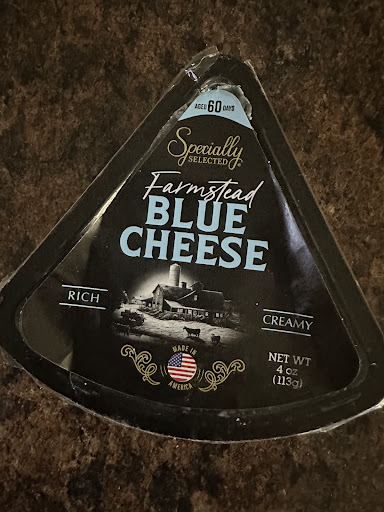 AGED 60 DAYS
Specially
SELECTED®
Farmstead
BLUE
CHEESE
RICH
CREAMY
MADE IN
AMERICA
NET WT
4 oz
(113g)